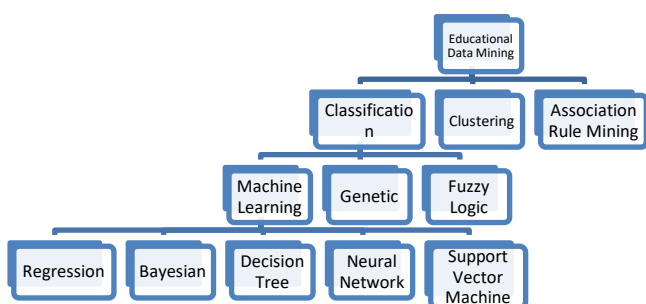 Educational
Data Mining
Classificatio
n
Clustering
Association
Rule Mining
Machine
Learning
Genetic
Fuzzy
Logic
Regression
Bayesian
Decision
Tree
Neural
Network
Support
Vector
Machine